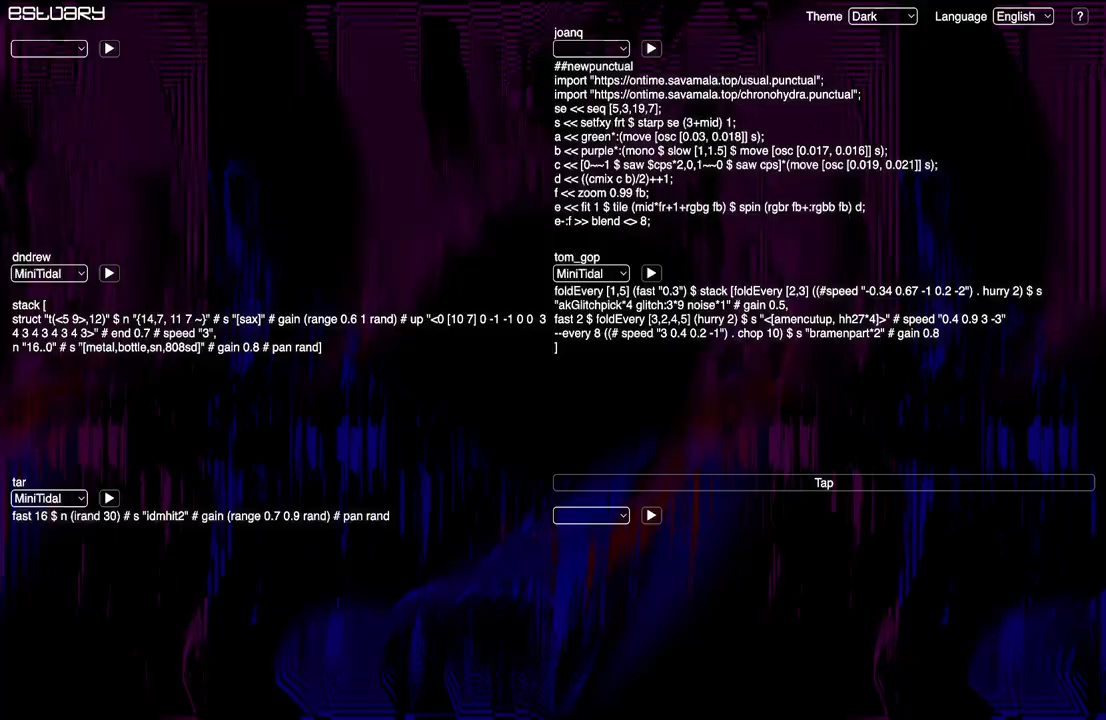 estuary
Theme Dark Language English ?
joanq
##newpunctual
import "https://ontime.savamala.top/usual.punctual";
import "https://ontime.savamala.top/chronohydra.punctual";
se << seq [5,3,19,7];
s << setfxy frt $ starp se (3+mid) 1;
a << green*:(move [osc [0.03, 0.018]] s);
b << purple*:(mono $ slow [1,1.5] $ move [osc [0.017, 0.016]] s);
c << [0~~1 $ saw $cps*2,0,1~~0 $ saw cps]*(move [osc [0.019, 0.021]] s);
d << ((cmix c b)/2)++1;
f << zoom 0.99 fb;
e << fit 1 $ tile (mid*fr+1+rgbg fb) $ spin (rgbr fb+:rgbb fb) d;
e-:f >> blend <> 8;
dndrew
MiniTidal
stack [
struct "t(<5 9>,12)" $ n "{14,7, 11 7 ~}" # s "[sax]" # gain (range 0.6 1 rand) # up "<0 [10 7] 0 -1 -1 0 0  3
4 3 4 3 4 3 4 3>" # end 0.7 # speed "3",
n "16..0" # s "[metal,bottle,sn,808sd]" # gain 0.8 # pan rand]
tom_gop
MiniTidal
foldEvery [1,5] (fast "0.3") $ stack [foldEvery [2,3] ((#speed "-0.34 0.67 -1 0.2 -2") . hurry 2) $ s
"akGlitchpick*4 glitch:3*9 noise*1" # gain 0.5,
fast 2 $ foldEvery [3,2,4,5] (hurry 2) $ s "<[amencutup, hh27*4]>" # speed "0.4 0.9 3 -3"
--every 8 ((# speed "3 0.4 0.2 -1") . chop 10) $ s "bramenpart*2" # gain 0.8
]
tar
MiniTidal
fast 16 $ n (irand 30) # s "idmhit2" # gain (range 0.7 0.9 rand) # pan rand
Tap